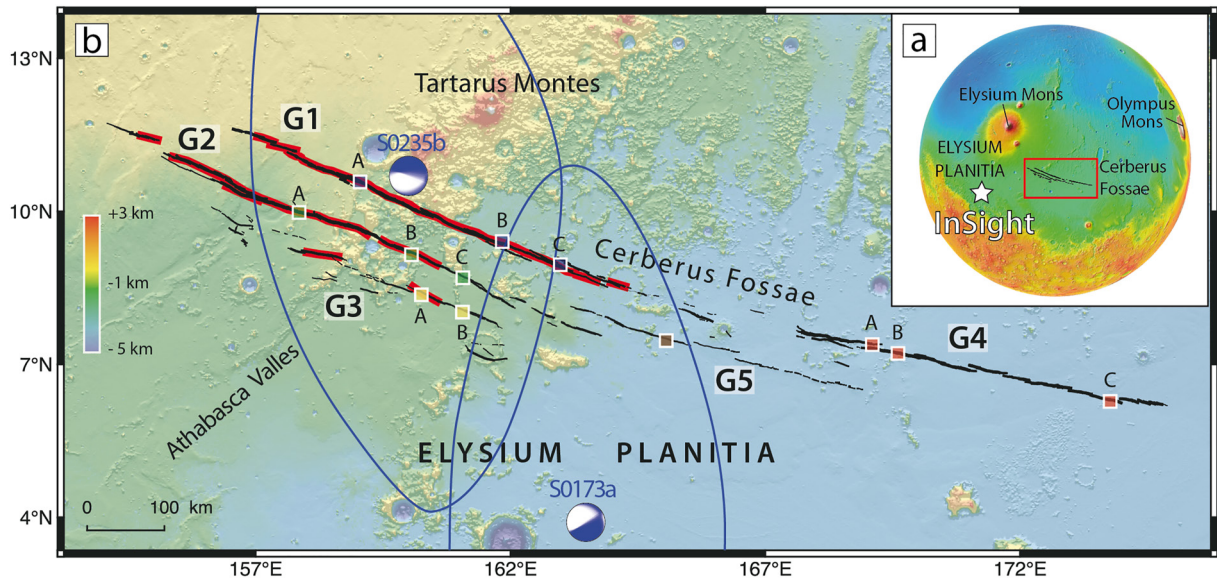 b
a
13°N
10°N
7°N
4°N
157°E
162°E
167°E
172°E
Tartarus Montes
G1
G2
S0235b
A
A
B
B
C
C
Cerberus Fossae
+3 km
-1 km
- 5 km
G3
A
B
Athabasca Valles
G5
A
B
G4
C
ELYSIUM PLANITIA
S0173a
0 100 km
Elysium Mons
Olympus
Mons
ELYSIUM
PLANITIA
Cerberus
Fossae
InSight